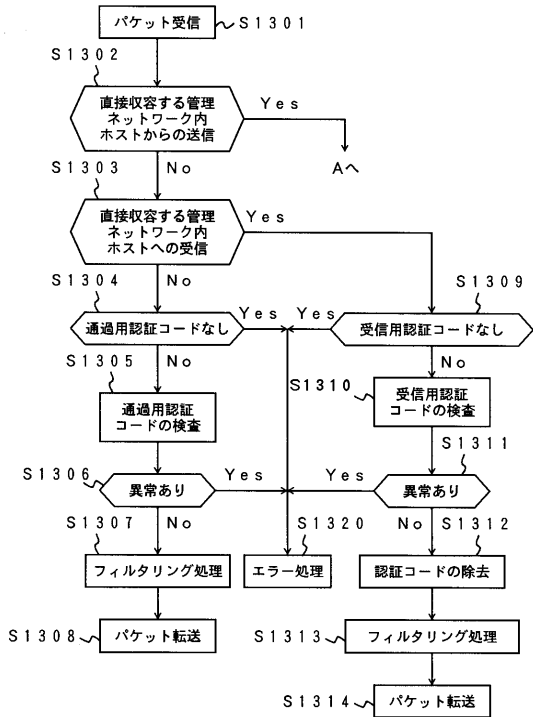 パケット受信
S1301
S1302
直接収容する管理
ネットワーク内
ホストからの送信
Yes
Aへ
No
S1303
直接収容する管理
ネットワーク内
ホストへの受信
Yes
No
S1304
通過用認証コードなし
Yes
Yes
受信用認証コードなし
S1309
No
No
S1305
通過用認証
コードの検査
S1310
受信用認証
コードの検査
S1306
異常あり
Yes
Yes
異常あり
S1311
No
No
S1307
フィルタリング処理
S1320
エラー処理
S1312
認証コードの除去
S1308
パケット転送
S1313
フィルタリング処理
S1314
パケット転送